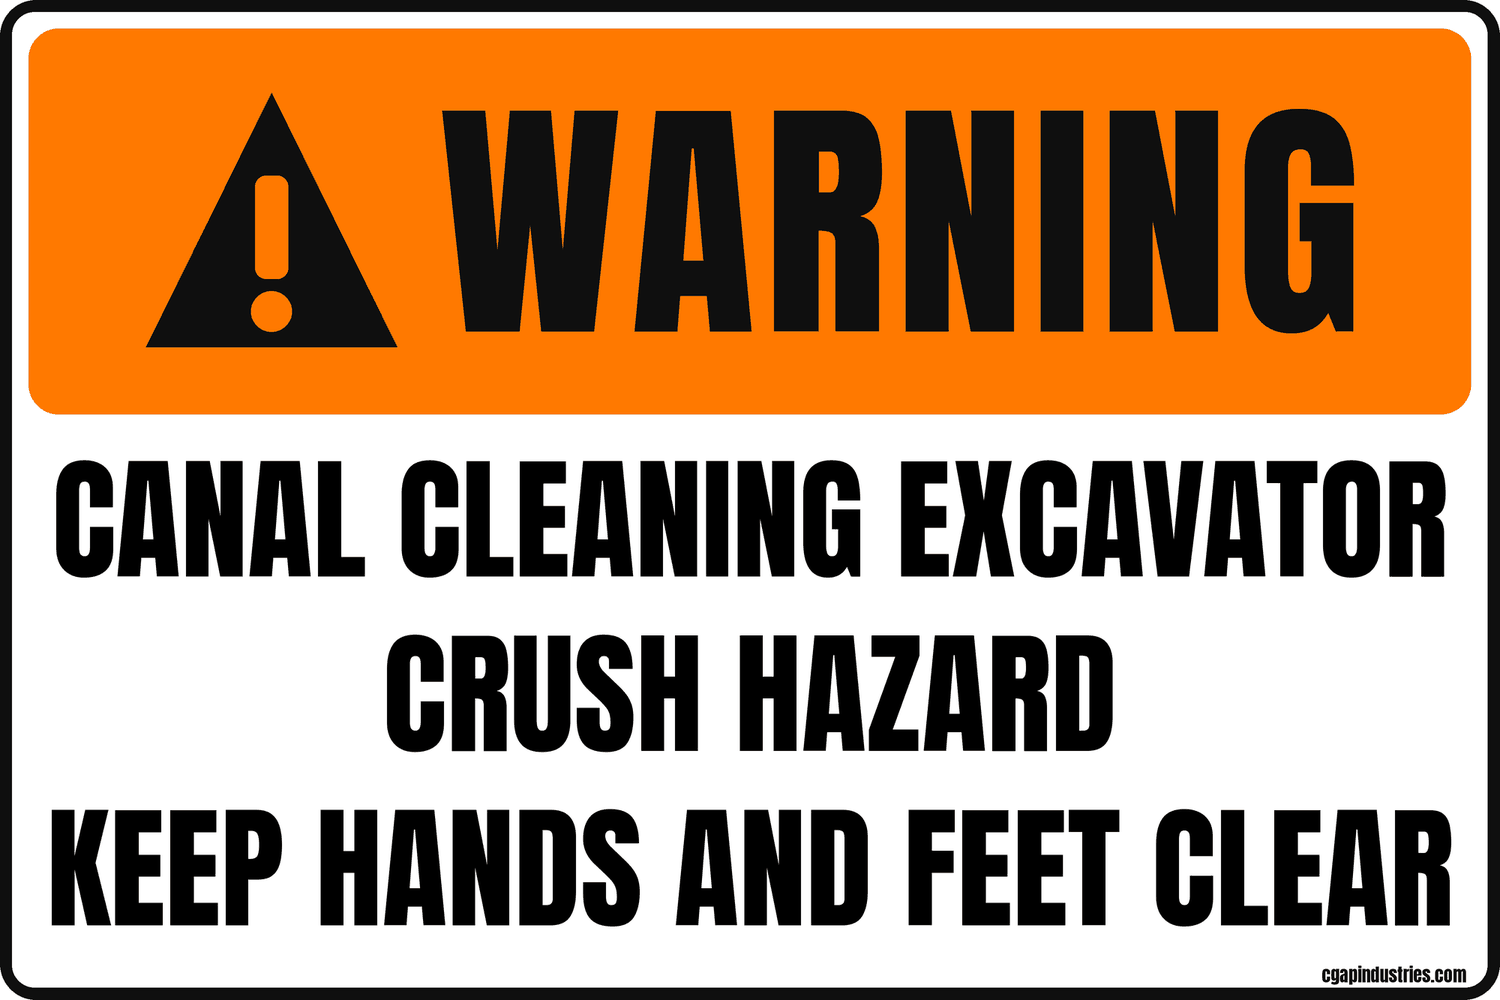 WARNING
CANAL CLEANING EXCAVATOR
CRUSH HAZARD
KEEP HANDS AND FEET CLEAR
cgapindustries.com